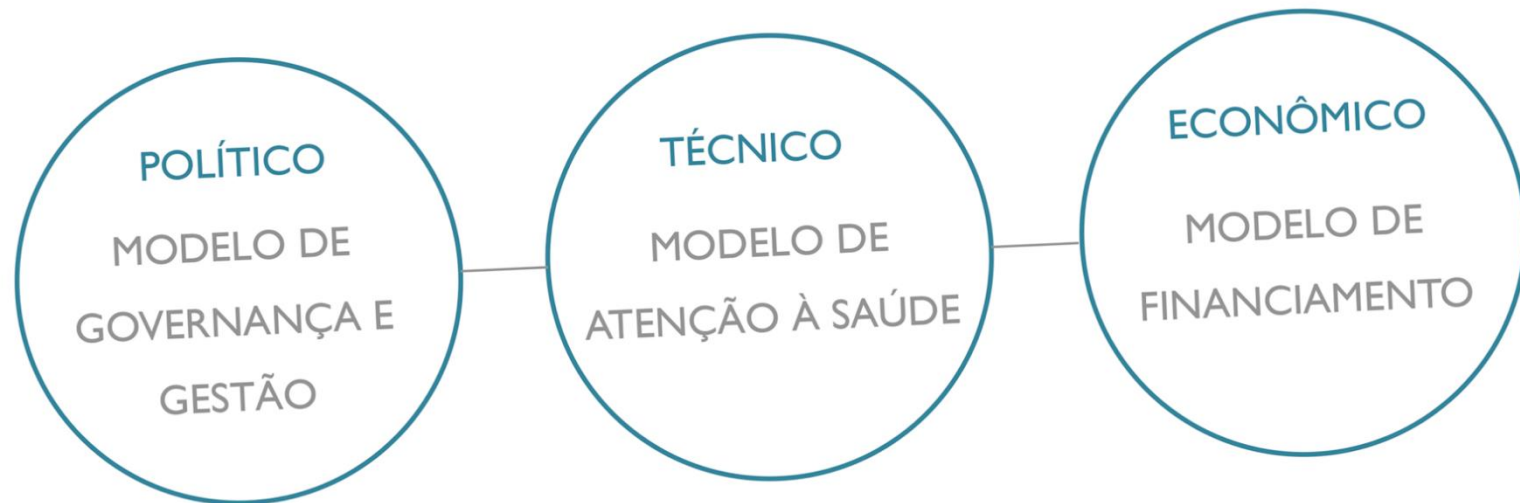 POLÍTICO
MODELO DE
GOVERNANÇA E
GESTÃO
TÉCNICO
MODELO DE
ATENÇÃO À SAÚDE
ECONÔMICO
MODELO DE
FINANCIAMENTO